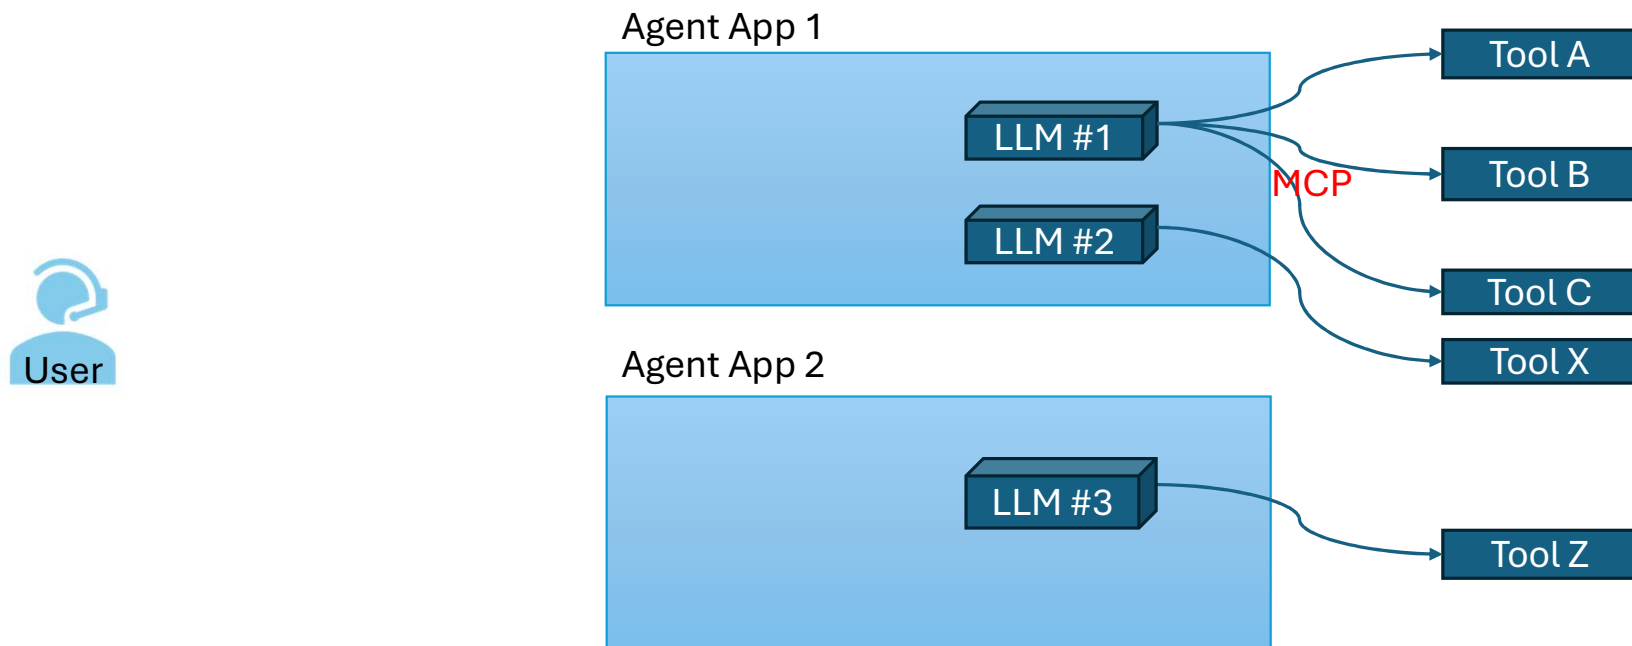 Agent App 1
Tool A
LLM #1
Tool B
MCP
LLM #2
Tool C
User
Agent App 2
Tool X
LLM #3
Tool Z